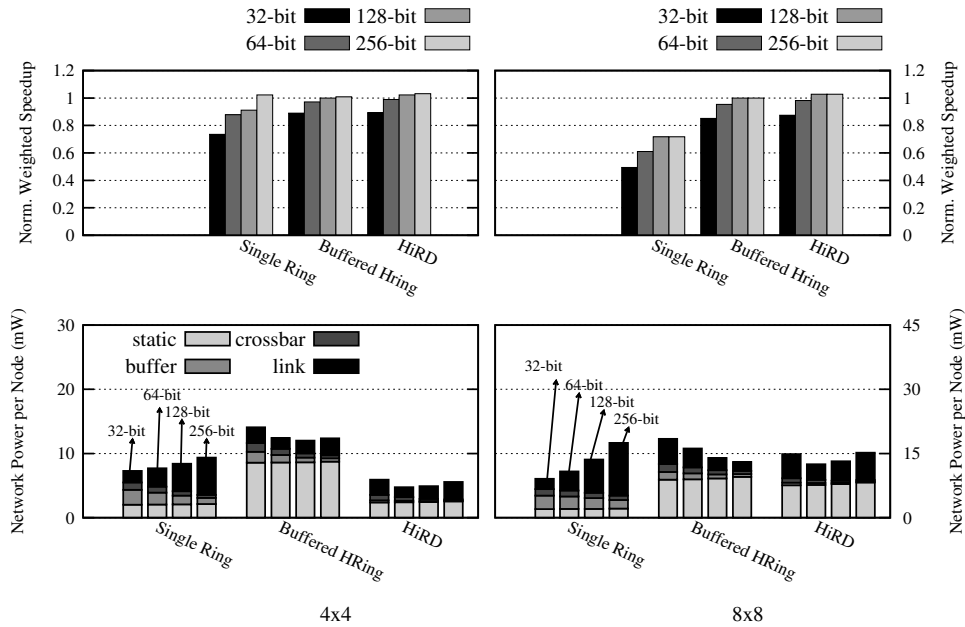 32-bit 128-bit
64-bit 256-bit
32-bit 128-bit
64-bit 256-bit
Norm. Weighted Speedup
1.2
1
0.8
0.6
0.4
0.2
0
Single Ring
Buffered Hring
HiRD
Single Ring
Buffered Hring
HiRD
1.2
1
0.8
0.6
0.4
0.2
0
Norm. Weighted Speedup
Network Power per Node (mW)
30
20
10
0
static crossbar
buffer link
32-bit
64-bit
128-bit
256-bit
Single Ring
Buffered HRing
HiRD
32-bit
64-bit
128-bit
256-bit
Single Ring
Buffered HRing
HiRD
45
30
15
0
Network Power per Node (mW)
4x4
8x8